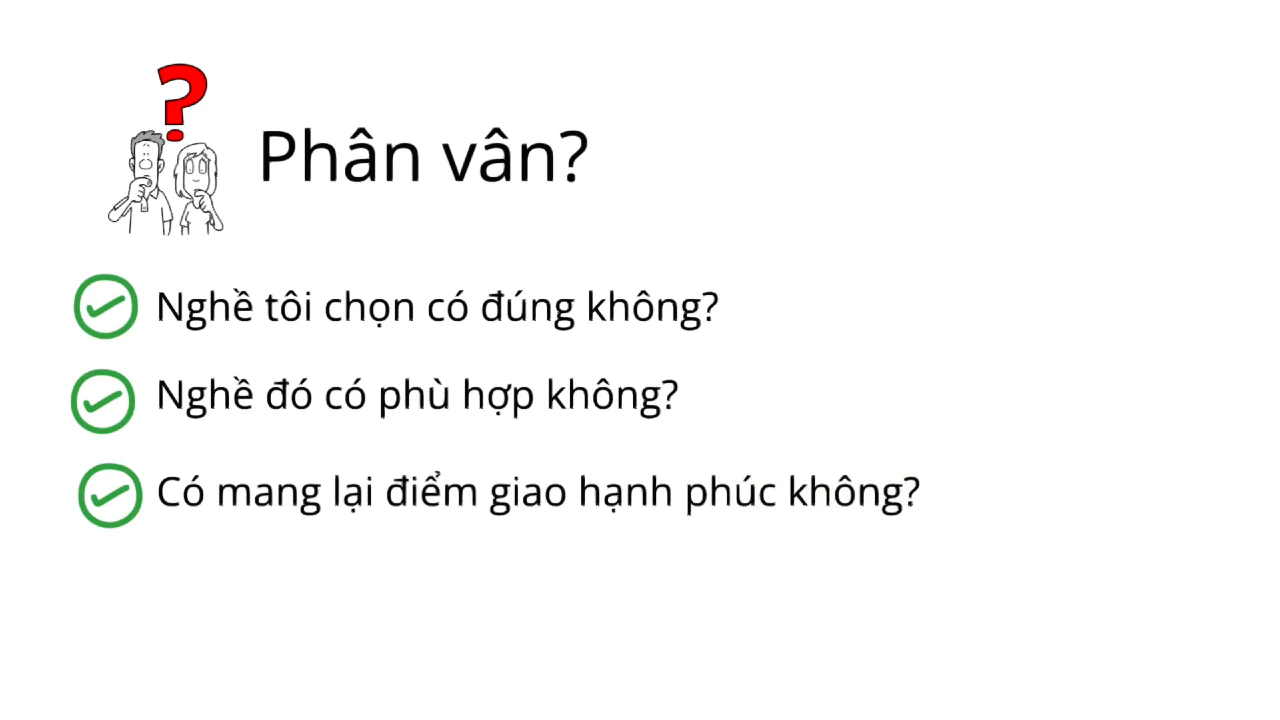 Phân vân?
Nghề tôi chọn có đúng không?
Nghề đó có phù hợp không?
Có mang lại điểm giao hạnh phúc không?